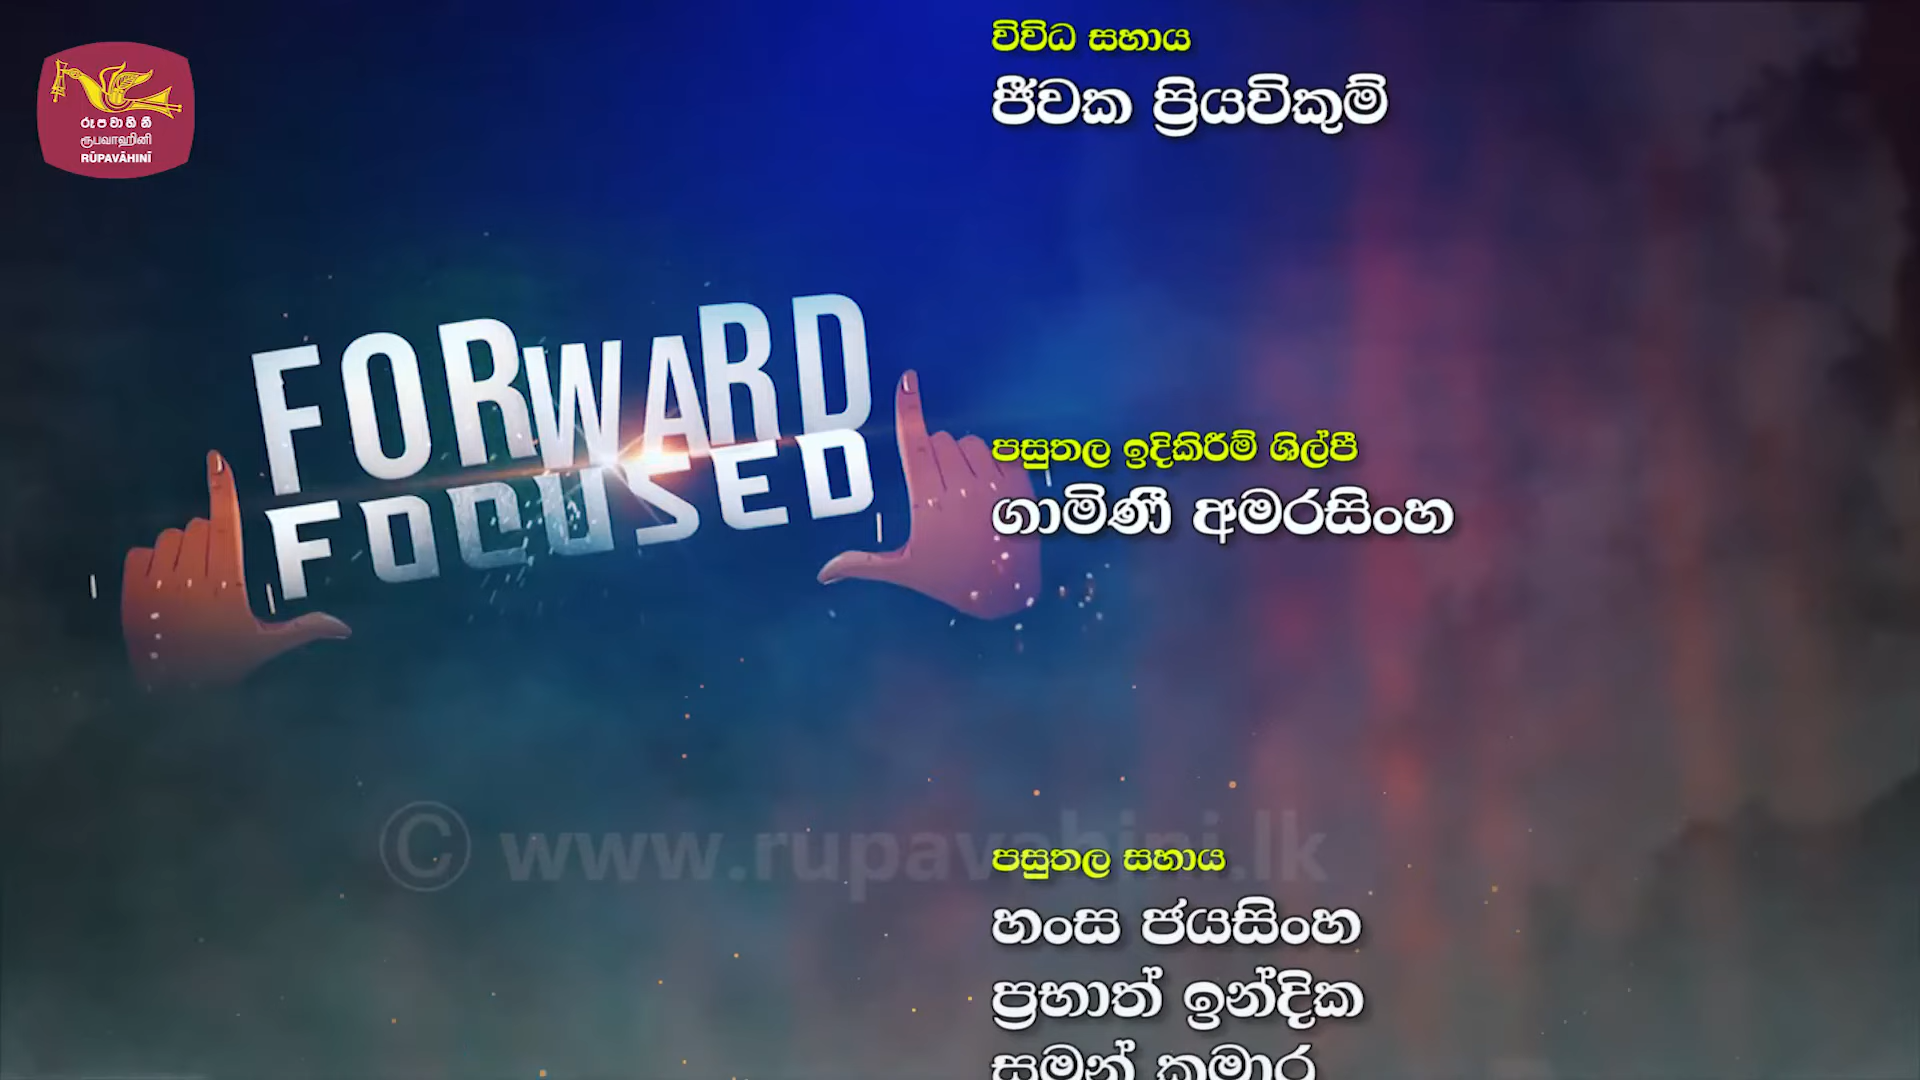 රූපවාහිනී
ரூபவாஹினி
RŪPAVĀHINĪ
FORWARD
FOCUSED
විවිධ සහාය
ජීවක ප්‍රියවිකුම්
පසුතල ඉදිකිරීම් ශිල්පී
ගාමිණී අමරසිංහ
© www.rupavahini.lk
පසුතල සහාය
හංස ජයසිංහ
ප්‍රභාත් ඉන්දික
සමන් කුමාර